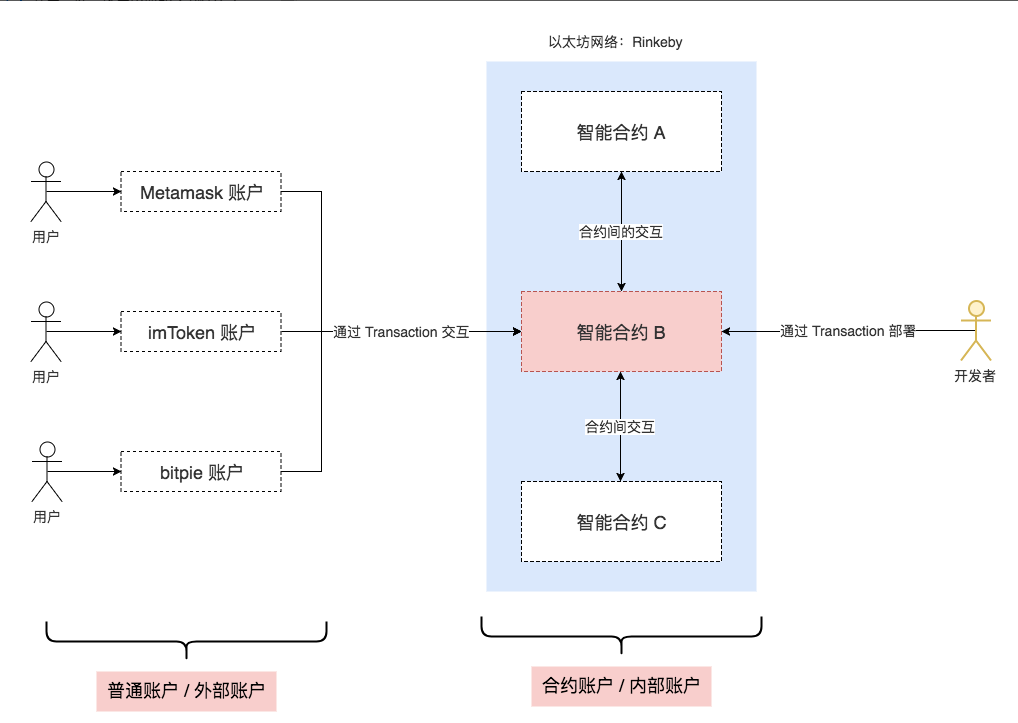 以太坊网络：Rinkeby
智能合约 A
Metamask 账户
用户
合约间的交互
imToken 账户
通过 Transaction 交互
智能合约 B
通过 Transaction 部署
用户
开发者
合约间交互
bitpie 账户
用户
智能合约 C
普通账户 / 外部账户
合约账户 / 内部账户